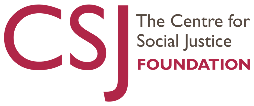 CSJ
The Centre for
Social Justice
FOUNDATION